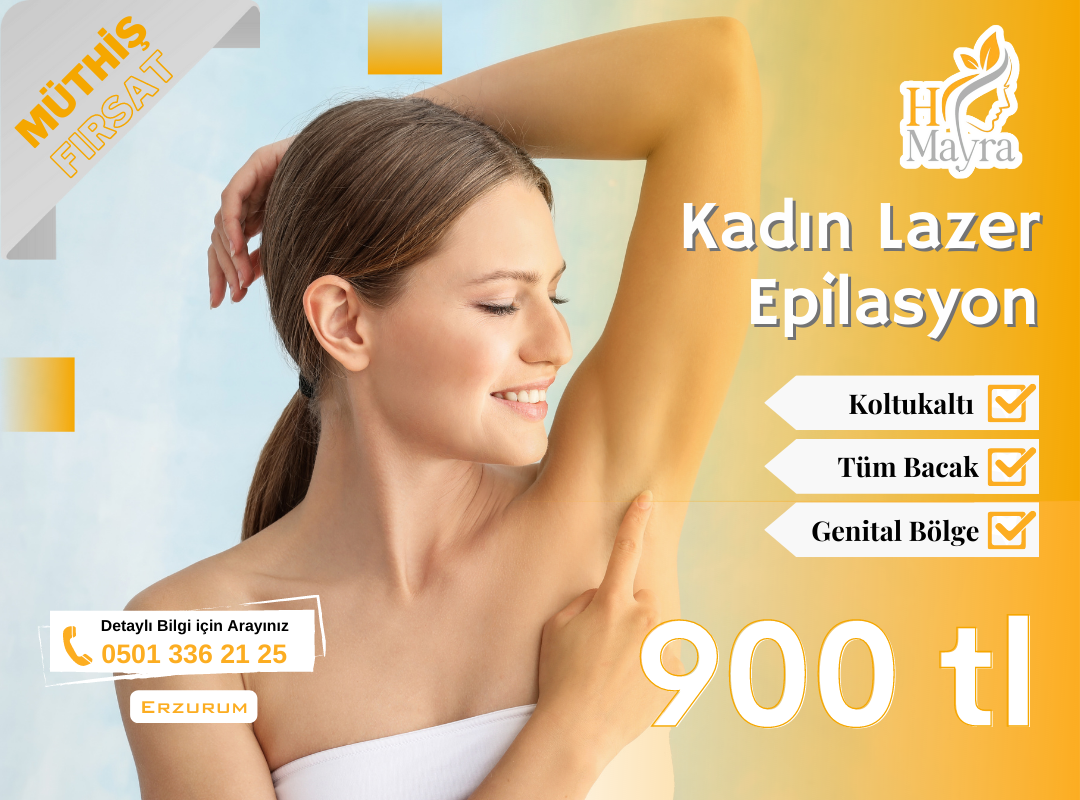 MÜTHİŞ
FIRSAT
H
Mayra
Kadın Lazer
Epilasyon
Koltukaltı
Tüm Bacak
Genital Bölge
900 tl
Detaylı Bilgi için Arayınız
0501 336 21 25
ERZURUM